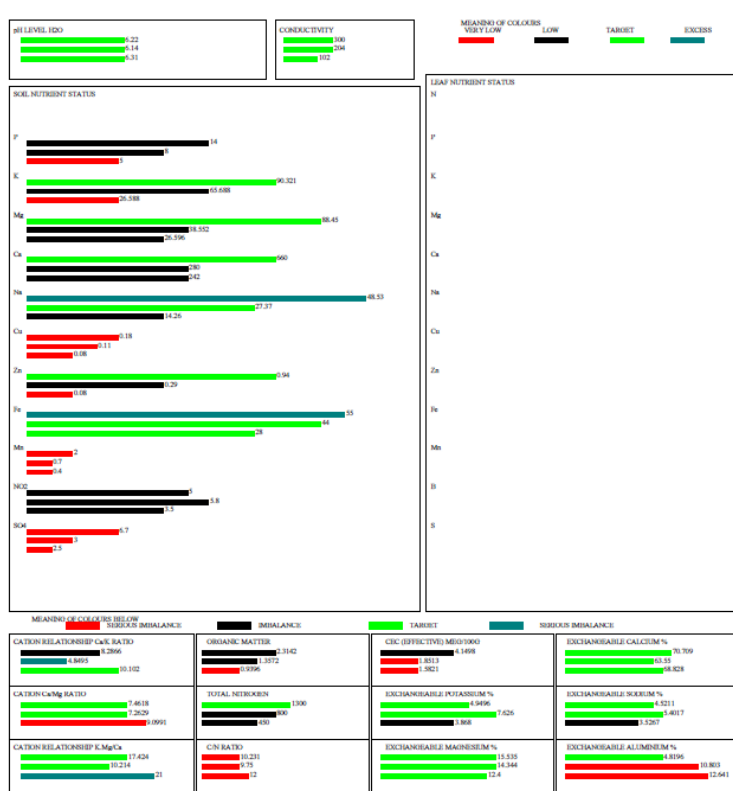 pH LEVEL H2O
6.22
6.14
6.31
CONDUCTIVITY
300
204
102
MEANING OF COLOURS
VERY LOW LOW TARGET EXCESS
SOIL NUTRIENT STATUS
P
14
8
5
K
90.321
65.688
26.588
Mg
88.45
38.552
26.596
Ca
660
280
242
Na
48.53
27.37
14.26
Cu
0.18
0.11
0.08
Zn
0.94
0.29
0.08
Fe
55
44
28
Mn
2
0.7
0.4
NO2
5
5.8
3.5
SO4
6.7
3
2.5
LEAF NUTRIENT STATUS
N
P
K
Mg
Ca
Na
Cu
Zn
Fe
Mn
B
S
MEANING OF COLOURS BELOW
SERIOUS IMBALANCE IMBALANCE TARGET SERIOUS IMBALANCE
CATION RELATIONSHIP Ca/K RATIO
8.2866
4.8495
10.102
ORGANIC MATTER
2.3142
1.3572
0.9396
CEC (EFFECTIVE) MEQ/100G
4.1498
1.8513
1.5821
EXCHANGEABLE CALCIUM %
70.709
63.55
68.828
CATION Ca/Mg RATIO
7.4618
7.2629
9.0991
TOTAL NITROGEN
1300
800
450
EXCHANGEABLE POTASSIUM %
4.9496
7.626
3.868
EXCHANGEABLE SODIUM %
4.5211
5.4017
3.5267
CATION RELATIONSHIP K.Mg/Ca
17.424
10.214
21
C/N RATIO
10.231
9.75
12
EXCHANGEABLE MAGNESIUM %
15.535
14.344
12.4
EXCHANGEABLE ALUMINIUM %
4.8196
10.803
12.641